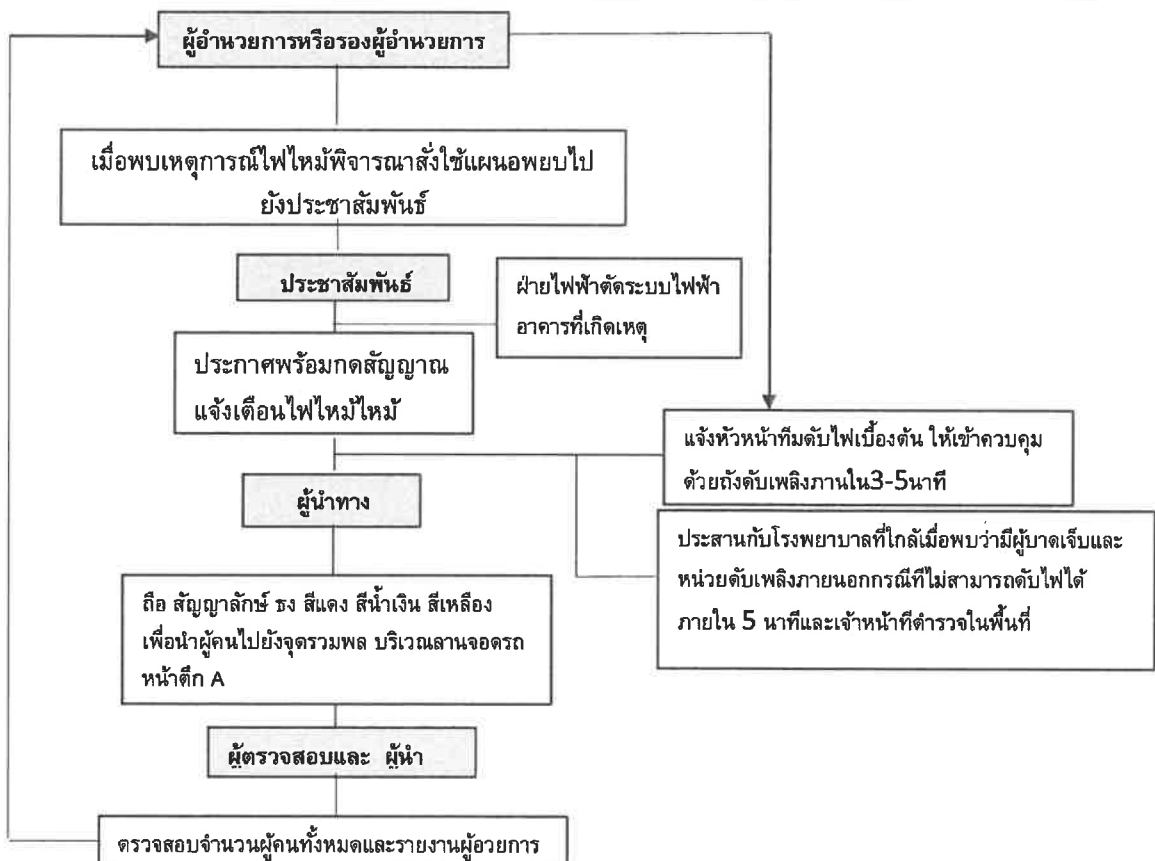 ผู้อำนวยการหรือรองผู้อำนวยการ
เมื่อพบเหตุการณ์ไฟไหม้พิจารณาสั่งใช้แผนอพยบไป
ยังประชาสัมพันธ์
ประชาสัมพันธ์
ฝ่ายไฟฟ้าตัดระบบไฟฟ้า
อาคารที่เกิดเหตุ
ประกาศพร้อมกดสัญญาณ
แจ้งเตือนไฟไหม้ไหม้
แจ้งหัวหน้าทีมดับไฟเบื้องต้น ให้เข้าควบคุม
ด้วยถังดับเพลิงภานใน3-5นาที
ผู้นำทาง
ประสานกับโรงพยาบาลที่ใกล้เมื่อพบว่ามีผู้บาดเจ็บและ
หน่วยดับเพลิงภายนอกกรณีที่ไม่สามารถดับไฟได้
ภายใน 5 นาทีและเจ้าหน้าที่ตำรวจในพื้นที่
ถือ สัญญาลักษ์ ธง สีแดง สีน้ำเงิน สีเหลือง
เพื่อนำผู้คนไปยังจุดรวมพล บริเวณลานจอดรถ
หน้าตึก A
ผู้ตรวจสอบและ ผู้นำ
ตรวจสอบจำนวนผู้คนทั้งหมดและรายงานผู้อวยการ